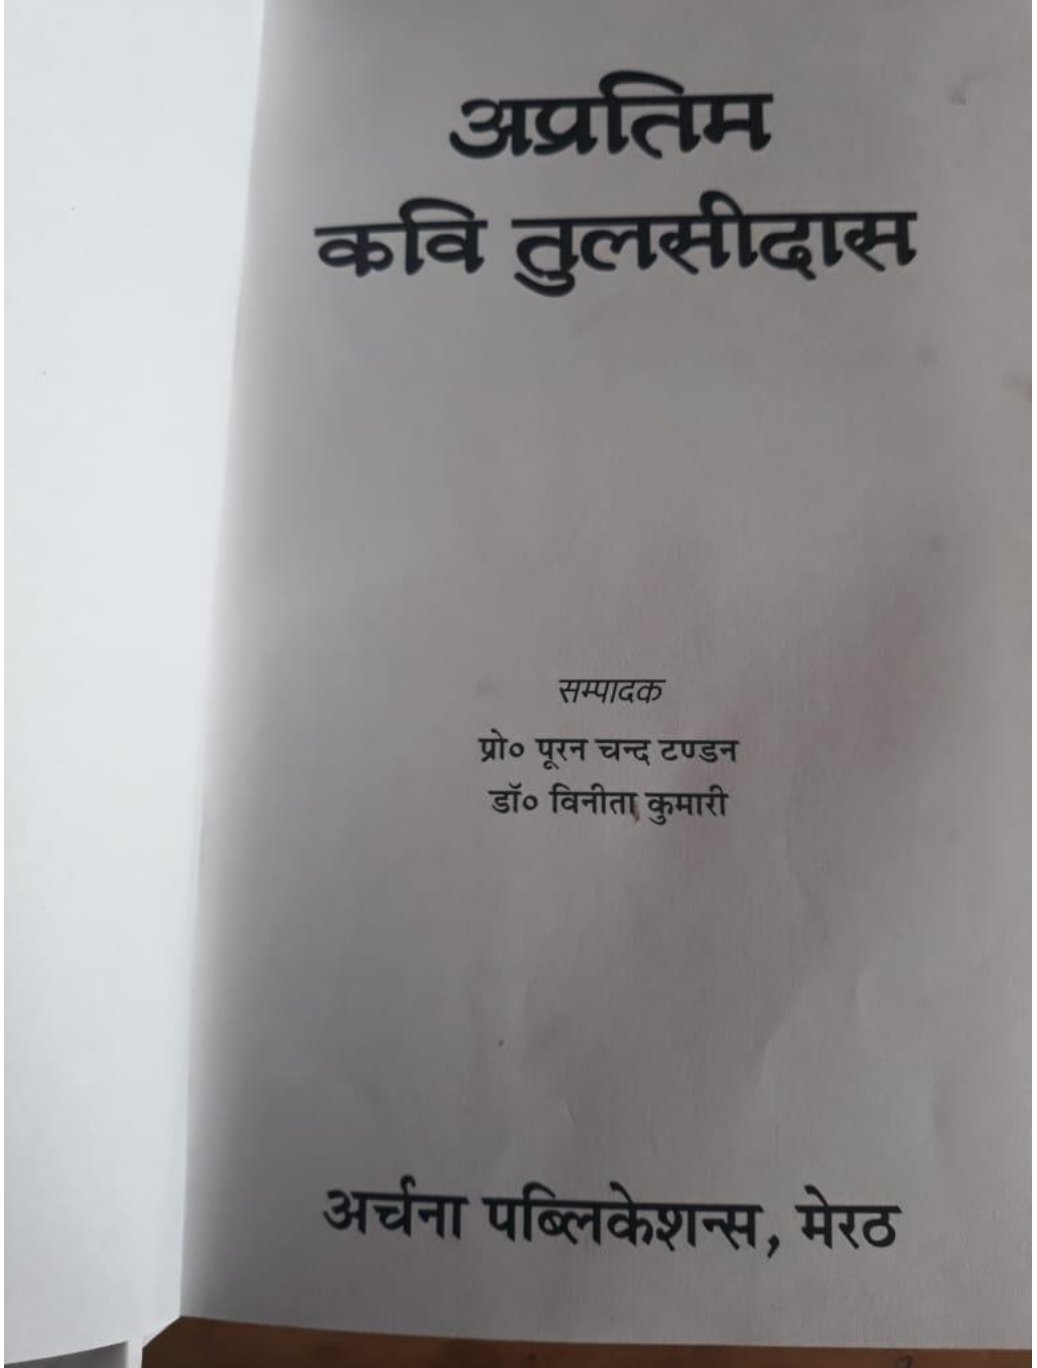 अप्रतिम
कवि तुलसीदास
सम्पादक
प्रो० पूरन चन्द टण्डन
डॉ० विनीता कुमारी
अर्चना पब्लिकेशन्स, मेरठ